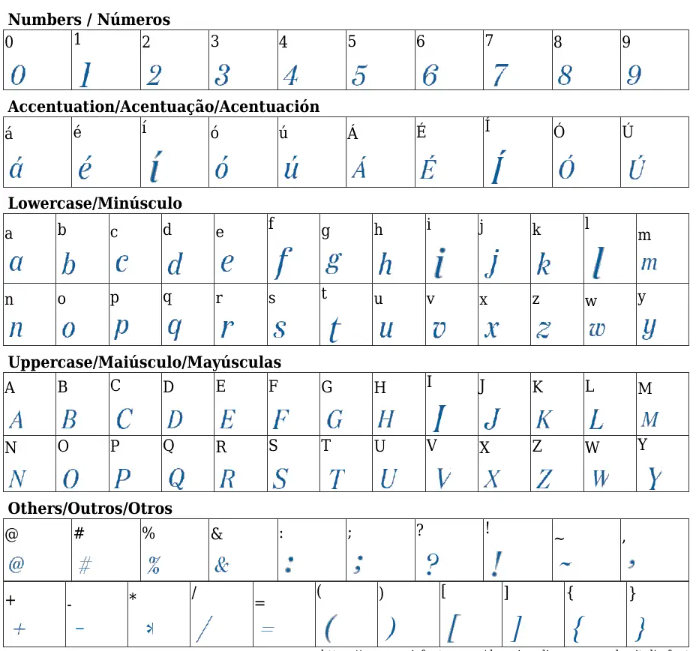 Numbers / Números
0 1 2 3 4 5 6 7 8 9
0 1 2 3 4 5 6 7 8 9
Accentuation/Acentuação/Acentuación
á é í ó ú Á É Í Ó Ú
á é í ó ú Á É Í Ó Ú
Lowercase/Minúsculo
a b c d e f g h i j k l m
a b c d e f g h i j k l m
n o p q r s t u v x z w y
n o p q r s t u v x z w y
Uppercase/Maiúsculo/Mayúsculas
A B C D E F G H I J K L M
A B C D E F G H I J K L M
N O P Q R S T U V X Z W Y
N O P Q R S T U V X Z W Y
Others/Outros/Otros
@ # % & : ; ? ! ~ ,
@ # % & : ; ? ! ~ ,
+ - * / = ( ) [ ] { }
+ - * / = ( ) [ ] { }